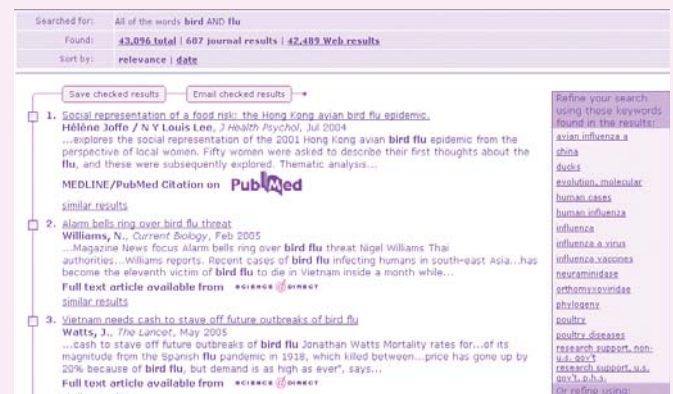 Searched for: All of the words bird AND flu
Found: 43,096 total | 607 journal results | 42,489 Web results
Sort by: relevance | date
Save checked results
Email checked results
1. Social representation of a food risk: the Hong Kong avian bird flu epidemic.
Hélène Joffe / N Y Louis Lee, J Health Psychol, Jul 2004
...explores the social representation of the 2001 Hong Kong avian bird flu epidemic from the
perspective of local women. Fifty women were asked to describe their first thoughts about the
flu, and these were subsequently explored. Thematic analysis...
MEDLINE/PubMed Citation on PubMed
similar results
2. Alarm bells ring over bird flu threat
Williams, N., Current Biology, Feb 2005
...Magazine News focus Alarm bells ring over bird flu threat Nigel Williams Thai
authorities...Williams reports. Recent cases of bird flu infecting humans in south-east Asia...has
become the eleventh victim of bird flu to die in Vietnam inside a month while...
Full text article available from SCIENCE DIRECT
similar results
3. Vietnam needs cash to stave off future outbreaks of bird flu
Watts, J., The Lancet, May 2005
...cash to stave off future outbreaks of bird flu Jonathan Watts Mortality rates for...of its
magnitude from the Spanish flu pandemic in 1918, which killed between...price has gone up by
20% because of bird flu, but demand is as high as ever", says...
Full text article available from SCIENCE DIRECT
Refine your search
using these keywords
found in the results:
avian influenza a
china
ducks
evolution, molecular
human cases
human influenza
influenza
influenza a virus
influenza vaccines
neuraminidase
orthomyxoviridae
phylogeny
poultry
poultry diseases
research support, non-
u.s. gov't
research support, u.s.
gov't, p.h.s.
Or refine using: